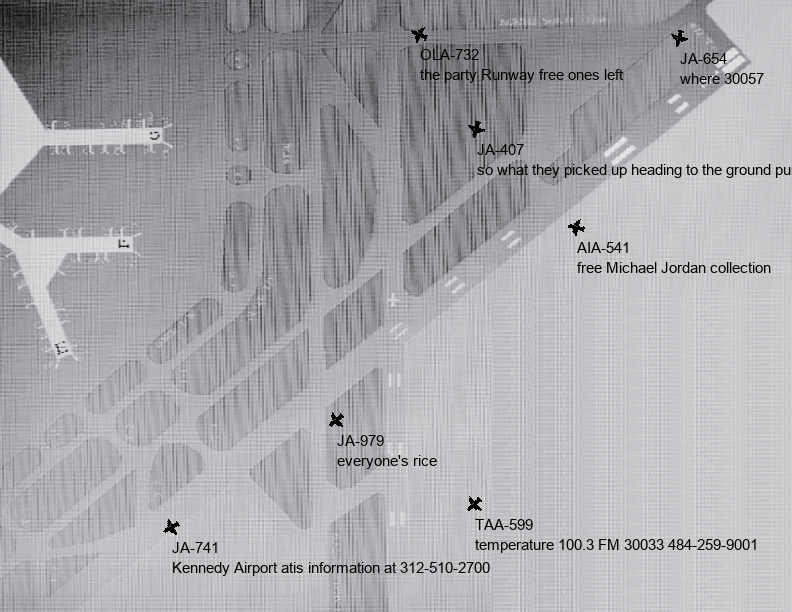 OLA-732
the party Runway free ones left
JA-654
where 30057
JA-407
so what they picked up heading to the ground
AIA-541
free Michael Jordan collection
JA-979
everyone's rice
TAA-599
temperature 100.3 FM 30033 484-259-9001
JA-741
Kennedy Airport atis information at 312-510-2700